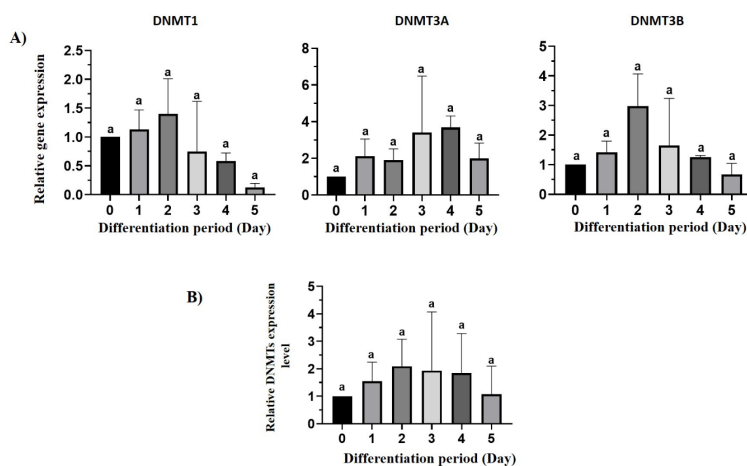 A)
DNMT1
Relative gene expression
2.5
2.0
1.5
1.0
0.5
0.0
a a a a a a
0 1 2 3 4 5
Differentiation period (Day)
DNMT3A
8
6
4
2
0
a a a a a a
0 1 2 3 4 5
Differentiation period (Day)
DNMT3B
5
4
3
2
1
0
a a a a a a
0 1 2 3 4 5
Differentiation period (Day)
B)
Relative DNMTs expression
level
5
4
3
2
1
0
a a a a a a
0 1 2 3 4 5
Differentiation period (Day)